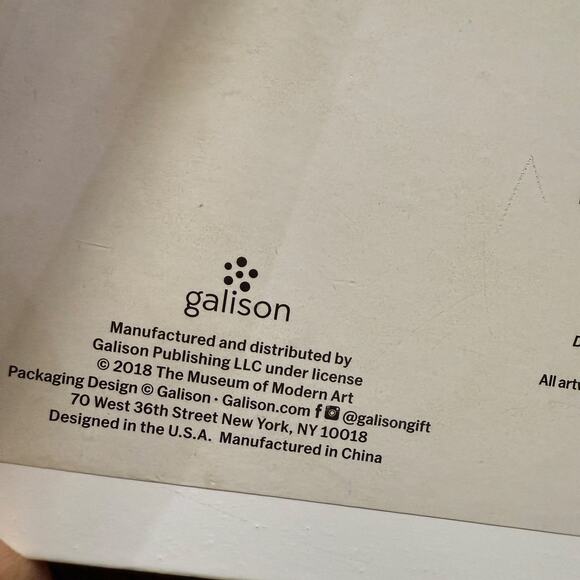 galison
Manufactured and distributed by
Galison Publishing LLC under license
© 2018 The Museum of Modern Art
Packaging Design © Galison · Galison.com @galisongift
70 West 36th Street New York, NY 10018
Designed in the U.S.A. Manufactured in China
All